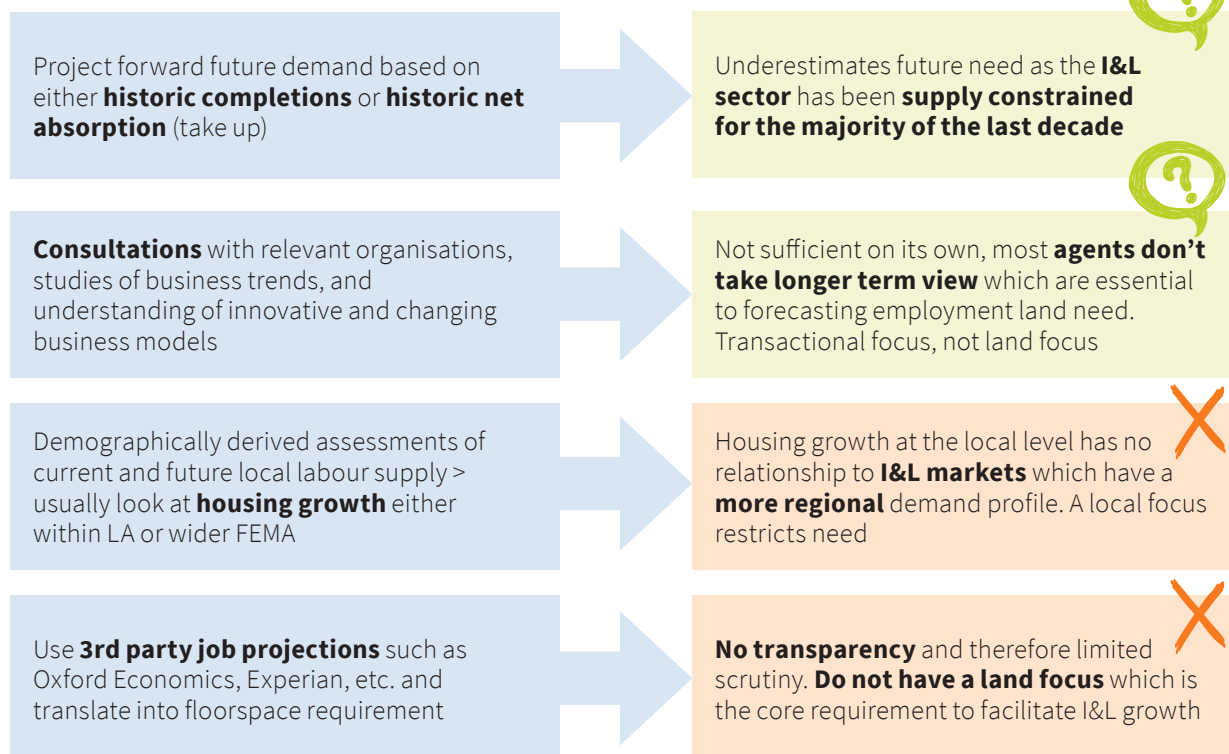 Project forward future demand based on
either historic completions or historic net
absorption (take up)
Underestimates future need as the I&L
sector has been supply constrained
for the majority of the last decade
?
Consultations with relevant organisations,
studies of business trends, and
understanding of innovative and changing
business models
Not sufficient on its own, most agents don’t
take longer term view which are essential
to forecasting employment land need.
Transactional focus, not land focus
?
Demographically derived assessments of
current and future local labour supply >
usually look at housing growth either
within LA or wider FEMA
Housing growth at the local level has no
relationship to I&L markets which have a
more regional demand profile. A local focus
restricts need
Use 3rd party job projections such as
Oxford Economics, Experian, etc. and
translate into floorspace requirement
No transparency and therefore limited
scrutiny. Do not have a land focus which is
the core requirement to facilitate I&L growth